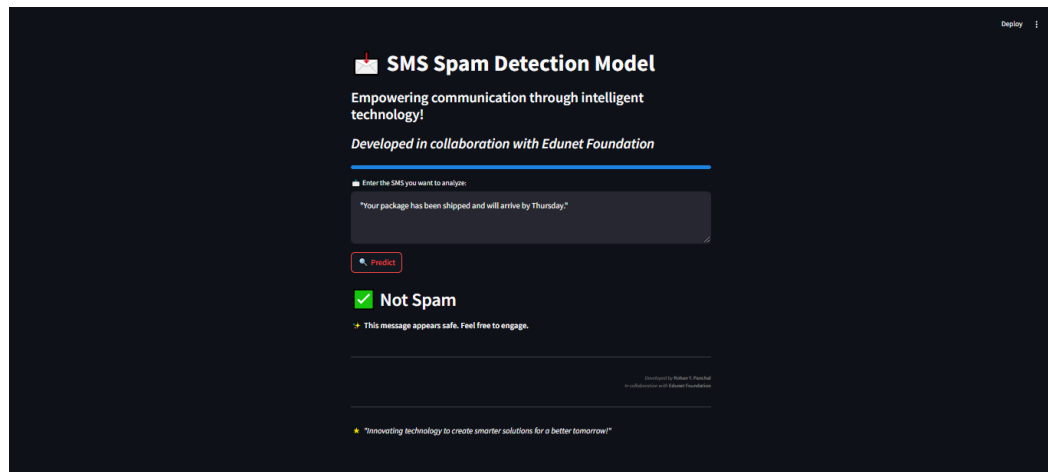 Deploy
SMS Spam Detection Model
Empowering communication through intelligent
technology!
Developed in collaboration with Edunet Foundation
Enter the SMS you want to analyze:
"Your package has been shipped and will arrive by Thursday."
Predict
Not Spam
This message appears safe. Feel free to engage.
Developed by Rohan Y. Panchal
In collaboration with Edunet Foundation
"Innovating technology to create smarter solutions for a better tomorrow!"